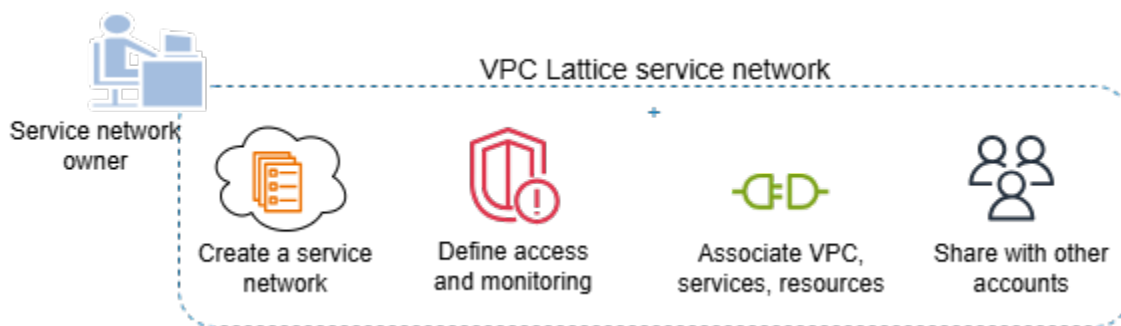 VPC Lattice service network
Service network
owner
Create a service
network
Define access
and monitoring
Associate VPC,
services, resources
Share with other
accounts